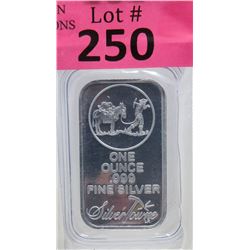 N
ONS
Lot #
250
ONE
OUNCE
.999
FINE SILVER
SilverTowne